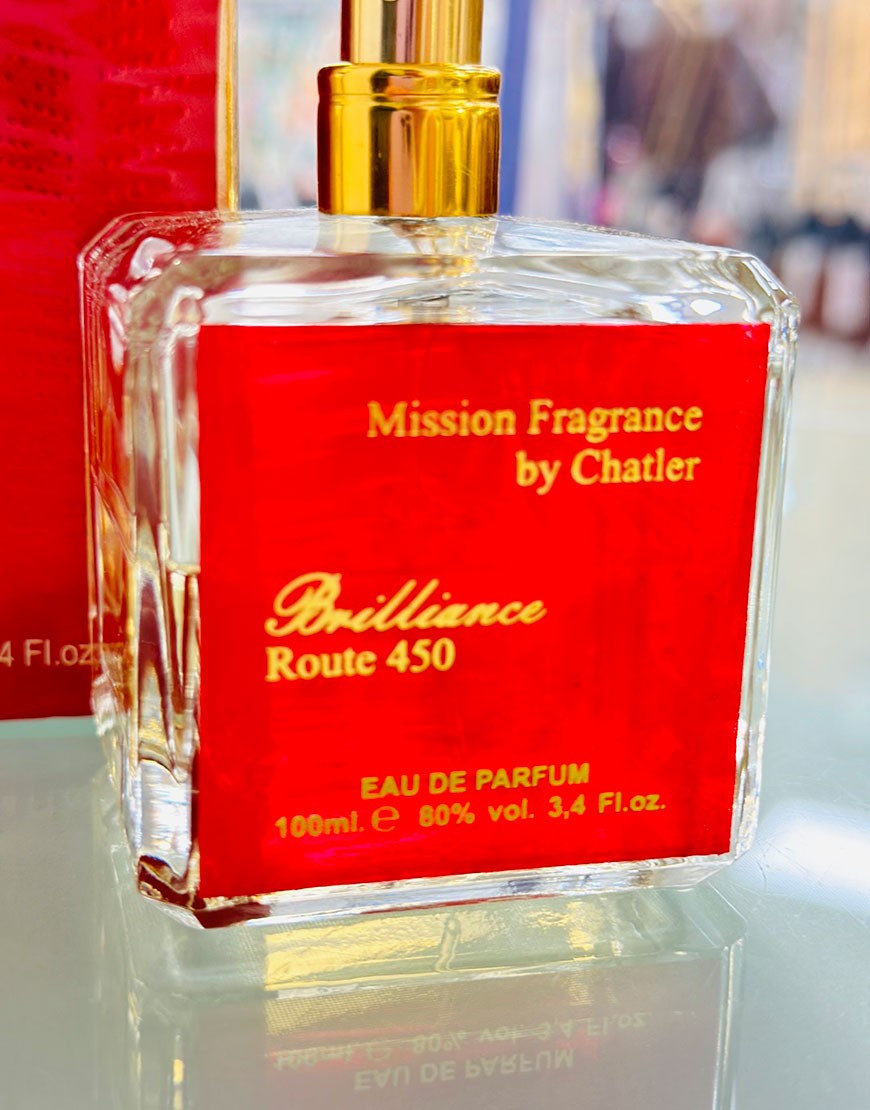 Mission Fragrance
by Chatler
Brilliance
Route 450
EAU DE PARFUM
100ml. ℮ 80% vol. 3,4 Fl.oz.
4 Fl.oz